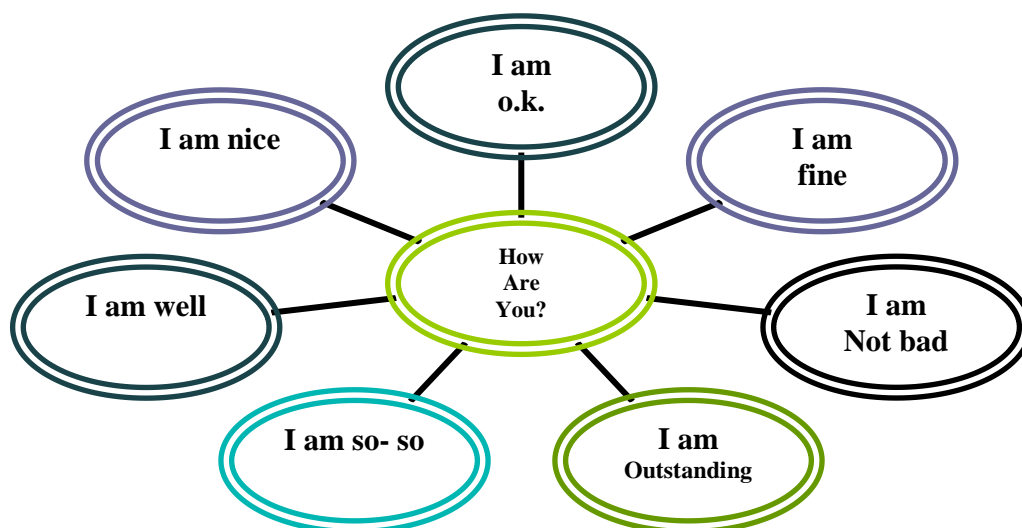 I am
o.k.
I am nice
I am
fine
How
Are
You?
I am well
I am
Not bad
I am so- so
I am
Outstanding